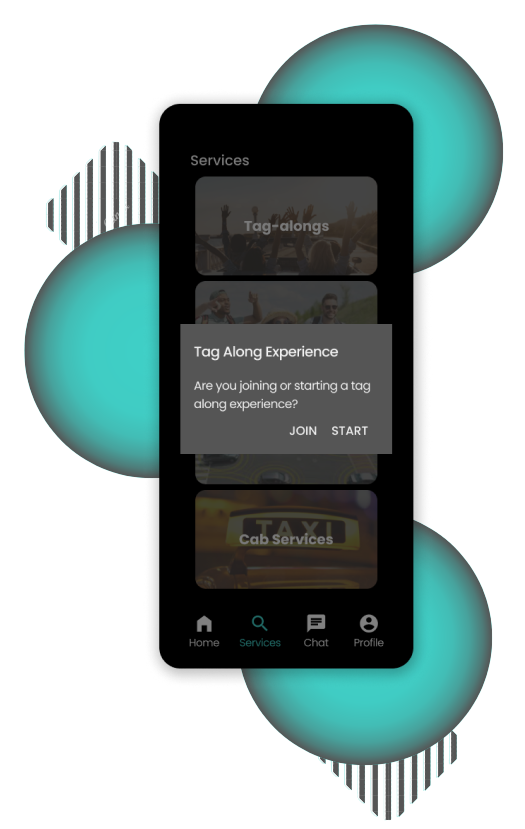 Services
Tag-alongs
Tag Along Experience
Are you joining or starting a tag
along experience?
JOIN START
TAXI
Cab Services
Home Services Chat Profile